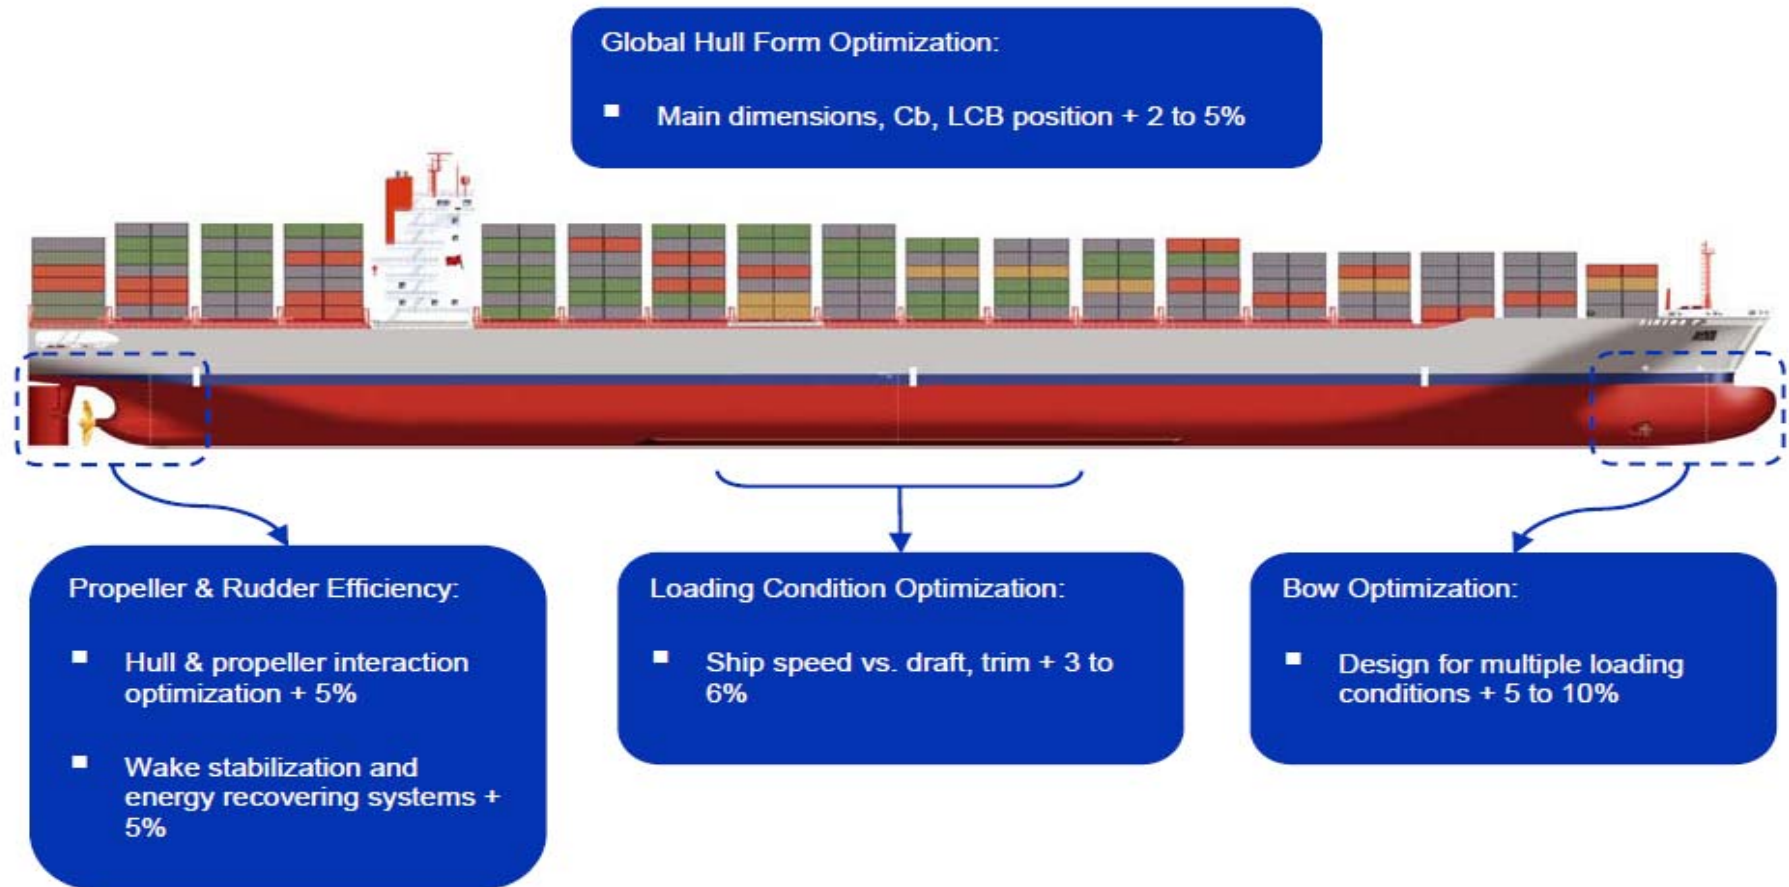 Global Hull Form Optimization:
▪ Main dimensions, Cb, LCB position + 2 to 5%
Propeller & Rudder Efficiency:
▪ Hull & propeller interaction
optimization + 5%
▪ Wake stabilization and
energy recovering systems +
5%
Loading Condition Optimization:
▪ Ship speed vs. draft, trim + 3 to
6%
Bow Optimization:
▪ Design for multiple loading
conditions + 5 to 10%